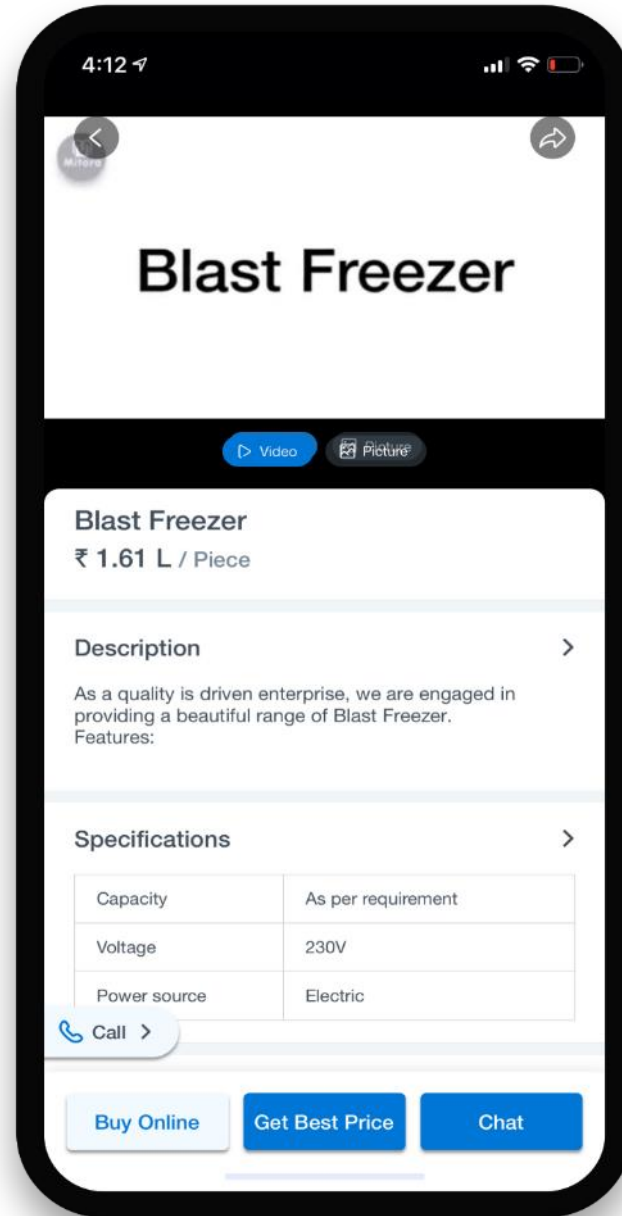 4:12
Mitora
Blast Freezer
Video
Picture
Blast Freezer
₹ 1.61 L / Piece
Description
As a quality is driven enterprise, we are engaged in
providing a beautiful range of Blast Freezer.
Features:
Specifications
Capacity As per requirement
Voltage 230V
Power source Electric
Call
Buy Online
Get Best Price
Chat